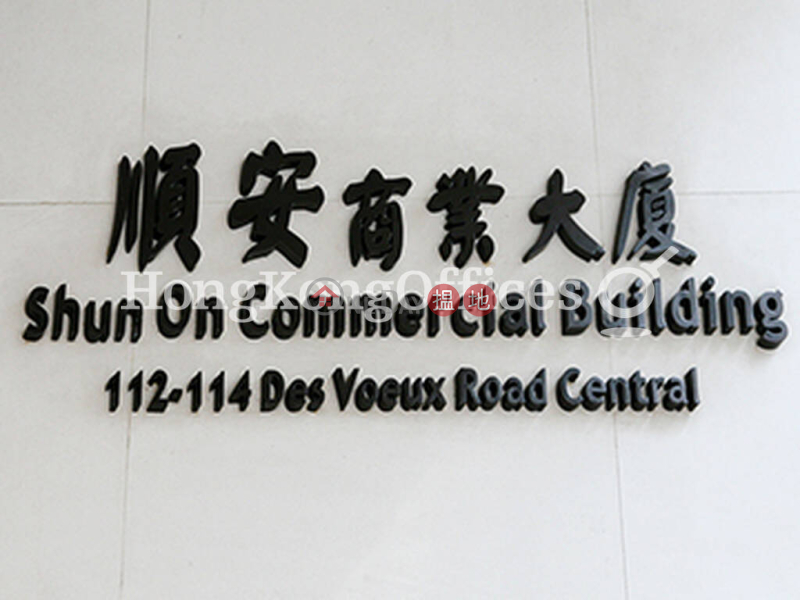 順安商業大廈
Shun On Commercial Building
HongKongOffices
搵地
112-114 Des Voeux Road Central